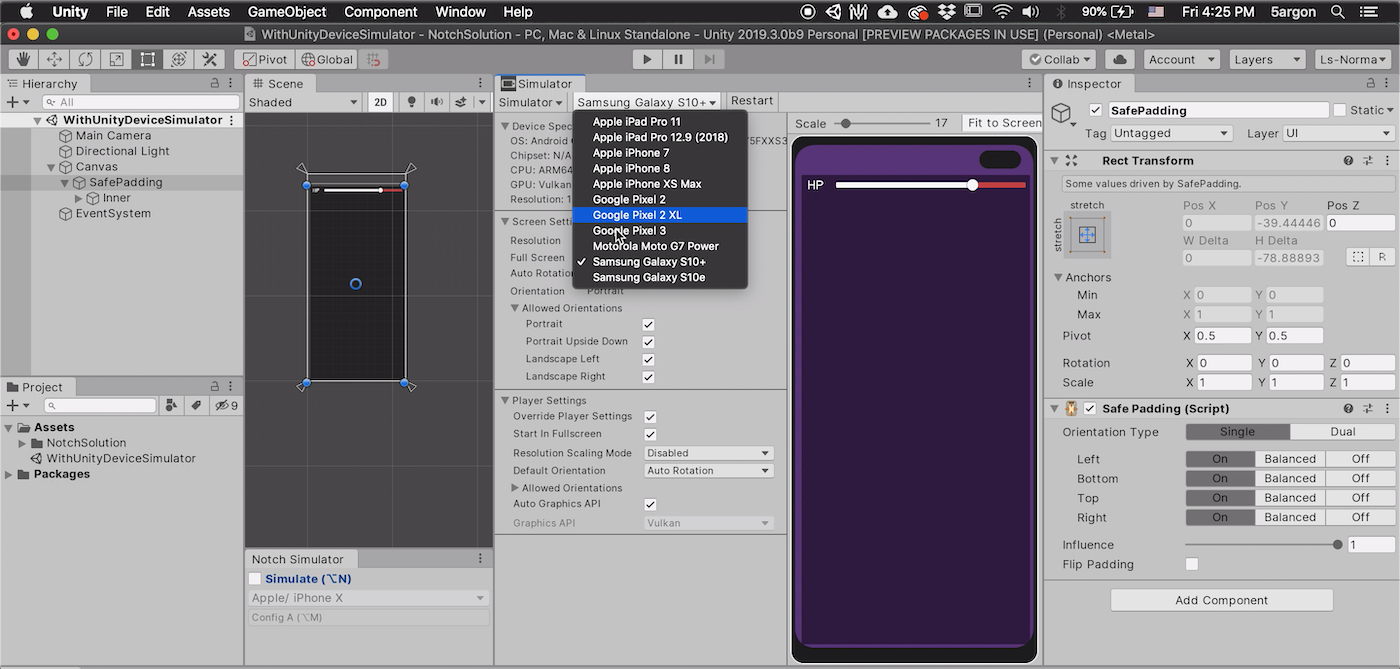 Unity File Edit Assets GameObject Component Window Help 90% Fri 4:25 PM 5argon
WithUnityDeviceSimulator - NotchSolution - PC, Mac & Linux Standalone - Unity 2019.3.0b9 Personal [PREVIEW PACKAGES IN USE] (Personal) <Metal>
Pivot Global Collab Account Layers Ls-Norma
Hierarchy
All
WithUnityDeviceSimulator
Main Camera
Directional Light
Canvas
SafePadding
Inner
EventSystem
Project
9
Assets
NotchSolution
WithUnityDeviceSimulator
Packages
Scene
Shaded 2D
HP
Notch Simulator
Simulate (⌥N)
Apple/ iPhone X
Config A (⌥M)
Simulator
Simulator Samsung Galaxy S10+ Restart
Apple iPad Pro 11
Apple iPad Pro 12.9 (2018)
Apple iPhone 7
Apple iPhone 8
Apple iPhone XS Max
Google Pixel 2
Google Pixel 2 XL
Google Pixel 3
Motorola Moto G7 Power
✓ Samsung Galaxy S10+
Samsung Galaxy S10e
Device Spec
OS: Android
Chipset: N/A
CPU: ARM64
GPU: Vulkan
Resolution: 1
Screen Setti
Resolution
Full Screen
Auto Rotation
Orientation Portrait
Allowed Orientations
Portrait
Portrait Upside Down
Landscape Left
Landscape Right
Player Settings
Override Player Settings
Start In Fullscreen
Resolution Scaling Mode Disabled
Default Orientation Auto Rotation
Allowed Orientations
Auto Graphics API
Graphics API Vulkan
Scale 17 Fit to Screen
HP
Inspector
SafePadding Static
Tag Untagged Layer UI
Rect Transform
Some values driven by SafePadding.
stretch Pos X Pos Y Pos Z
stretch 0 -39.44446 0
W Delta H Delta
0 -78.88893 R
Anchors
Min X 0 Y 0
Max X 1 Y 1
Pivot X 0.5 Y 0.5
Rotation X 0 Y 0 Z 0
Scale X 1 Y 1 Z 1
Safe Padding (Script)
Orientation Type Single Dual
Left On Balanced Off
Bottom On Balanced Off
Top On Balanced Off
Right On Balanced Off
Influence 1
Flip Padding
Add Component